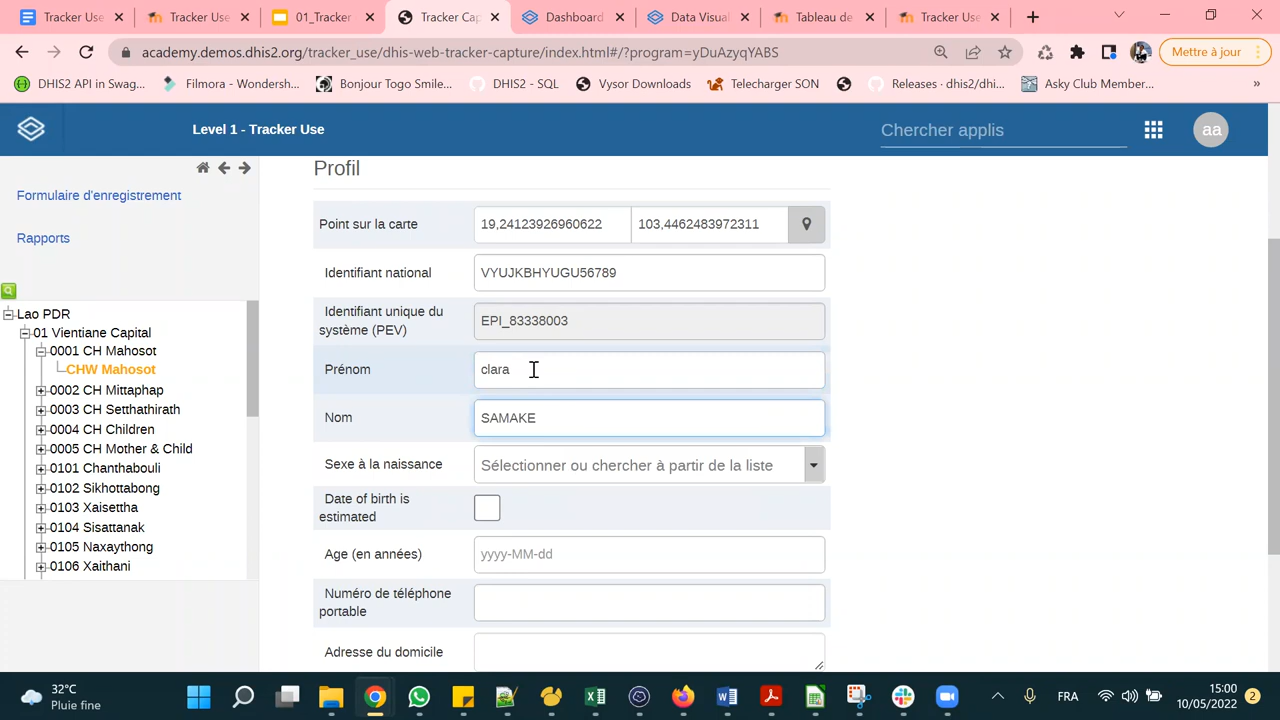 Tracker Use
Tracker Use
01_Tracker
Tracker Cap
Dashboard
Data Visual
Tableau de
Tracker Use
academy.demos.dhis2.org/tracker_use/dhis-web-tracker-capture/index.html#/?program=yDuAzyqYABS
Mettre à jour
DHIS2 API in Swag...
Filmora - Wondersh...
Bonjour Togo Smile...
DHIS2 - SQL
Vysor Downloads
Telecharger SON
Releases · dhis2/dhi...
Asky Club Member...
»
Level 1 - Tracker Use
Chercher applis
aa
Formulaire d'enregistrement
Rapports
Lao PDR
01 Vientiane Capital
0001 CH Mahosot
CHW Mahosot
0002 CH Mittaphap
0003 CH Setthathirath
0004 CH Children
0005 CH Mother & Child
0101 Chanthabouli
0102 Sikhottabong
0103 Xaisettha
0104 Sisattanak
0105 Naxaythong
0106 Xaithani
Profil
Point sur la carte
19,24123926960622
103,4462483972311
Identifiant national
VYUJKBHYUGU56789
Identifiant unique du
système (PEV)
EPI_83338003
Prénom
clara
Nom
SAMAKE
Sexe à la naissance
Sélectionner ou chercher à partir de la liste
Date of birth is
estimated
Age (en années)
yyyy-MM-dd
Numéro de téléphone
portable
Adresse du domicile
32°C
Pluie fine
FRA
15:00
10/05/2022
2